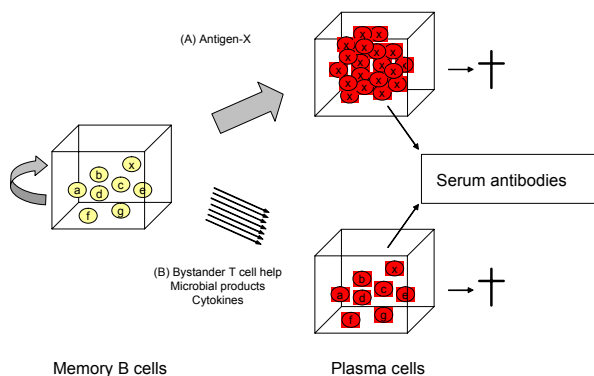 (A) Antigen-X
x x
x x x x
x x x
x x x x
x x x
x x
x
b
c
a
d
e
f
g
Serum antibodies
x
b
c
a
d
e
f
g
(B) Bystander T cell help
Microbial products
Cytokines
Memory B cells
Plasma cells